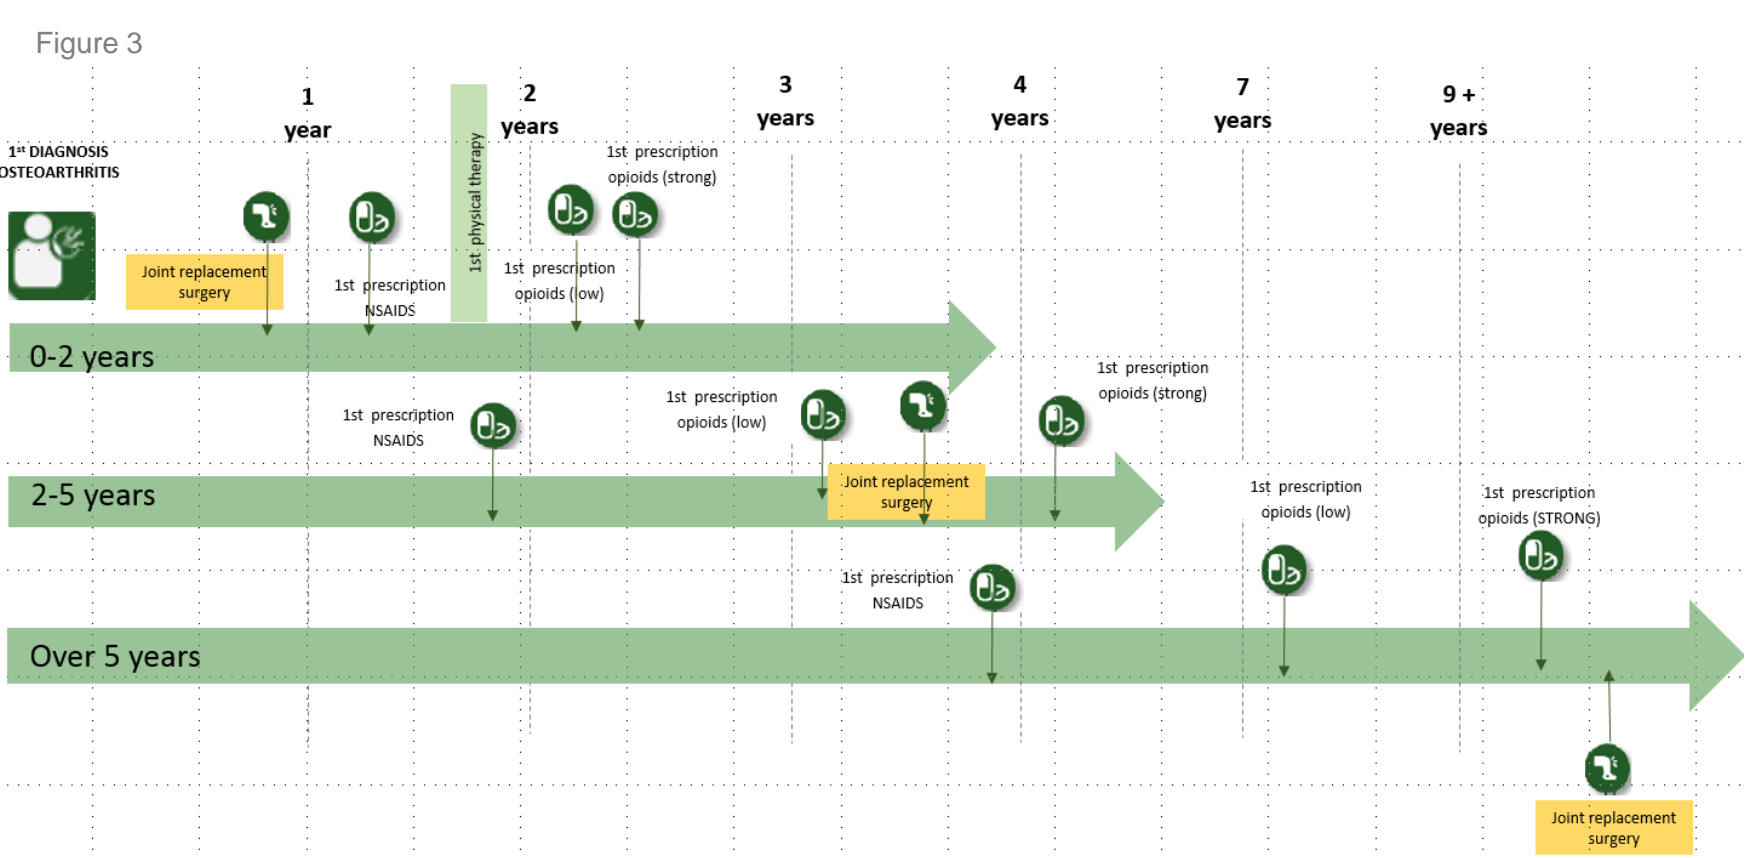 Figure 3
1
year
2
years
3
years
4
years
7
years
9 +
years
1st DIAGNOSIS
OSTEOARTHRITIS
1st physical therapy
Joint replacement
surgery
1st prescription
NSAIDS
1st prescription
opioids (low)
1st prescription
opioids (strong)
0-2 years
1st prescription
NSAIDS
1st prescription
opioids (low)
Joint replacement
surgery
1st prescription
opioids (strong)
2-5 years
1st prescription
NSAIDS
1st prescription
opioids (low)
1st prescription
opioids (STRONG)
Over 5 years
Joint replacement
surgery